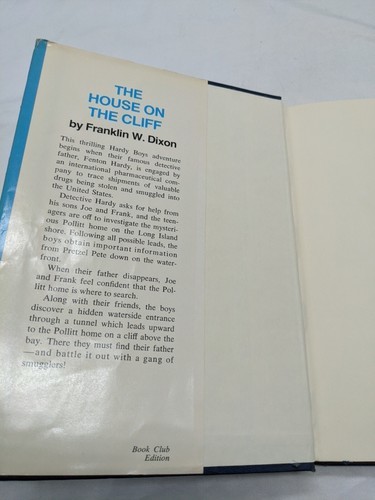 THE
HOUSE ON
THE CLIFF
by Franklin W. Dixon
This thrilling Hardy Boys adventure
begins when their famous detective
father, Fenton Hardy, is engaged by
an international pharmaceutical com-
pany to trace shipments of valuable
drugs being stolen and smuggled into
the United States.
Detective Hardy asks for help from
his sons Joe and Frank, and the teen-
agers are off to investigate the mysteri-
ous Pollitt home on the Long Island
shore. Following all possible leads, the
boys obtain important information
from Pretzel Pete down on the water-
front.
When their father disappears, Joe
and Frank feel confident that the Pol-
litt home is where to search.
Along with their friends, the boys
discover a hidden waterside entrance
through a tunnel which leads upward
to the Pollitt home on a cliff above the
bay. There they must find their father
—and battle it out with a gang of
smugglers!
Book Club
Edition